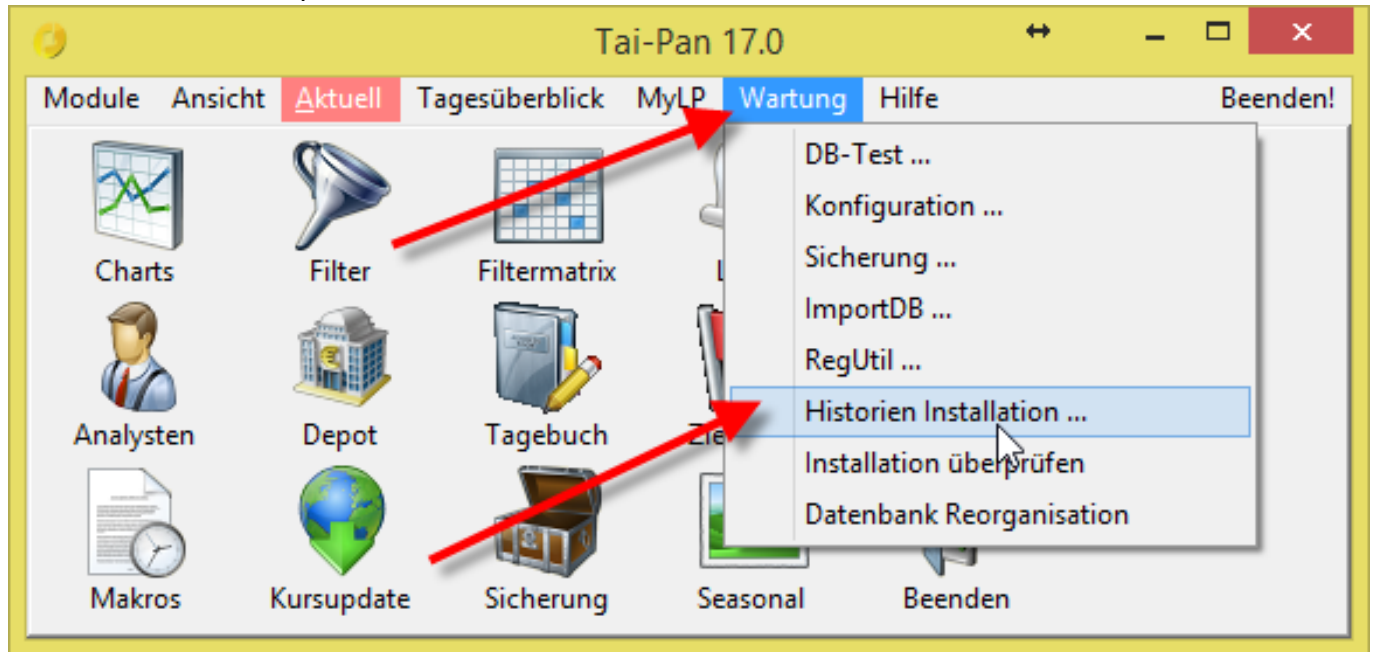 Tai-Pan 17.0
Module Ansicht Aktuell Tagesüberblick MyLP Wartung Hilfe Beenden!
DB-Test ...
Konfiguration ...
Sicherung ...
ImportDB ...
RegUtil ...
Historien Installation ...
Installation überprüfen
Datenbank Reorganisation
Charts Filter Filtermatrix
Analysten Depot Tagebuch
Makros Kursupdate Sicherung Seasonal Beenden